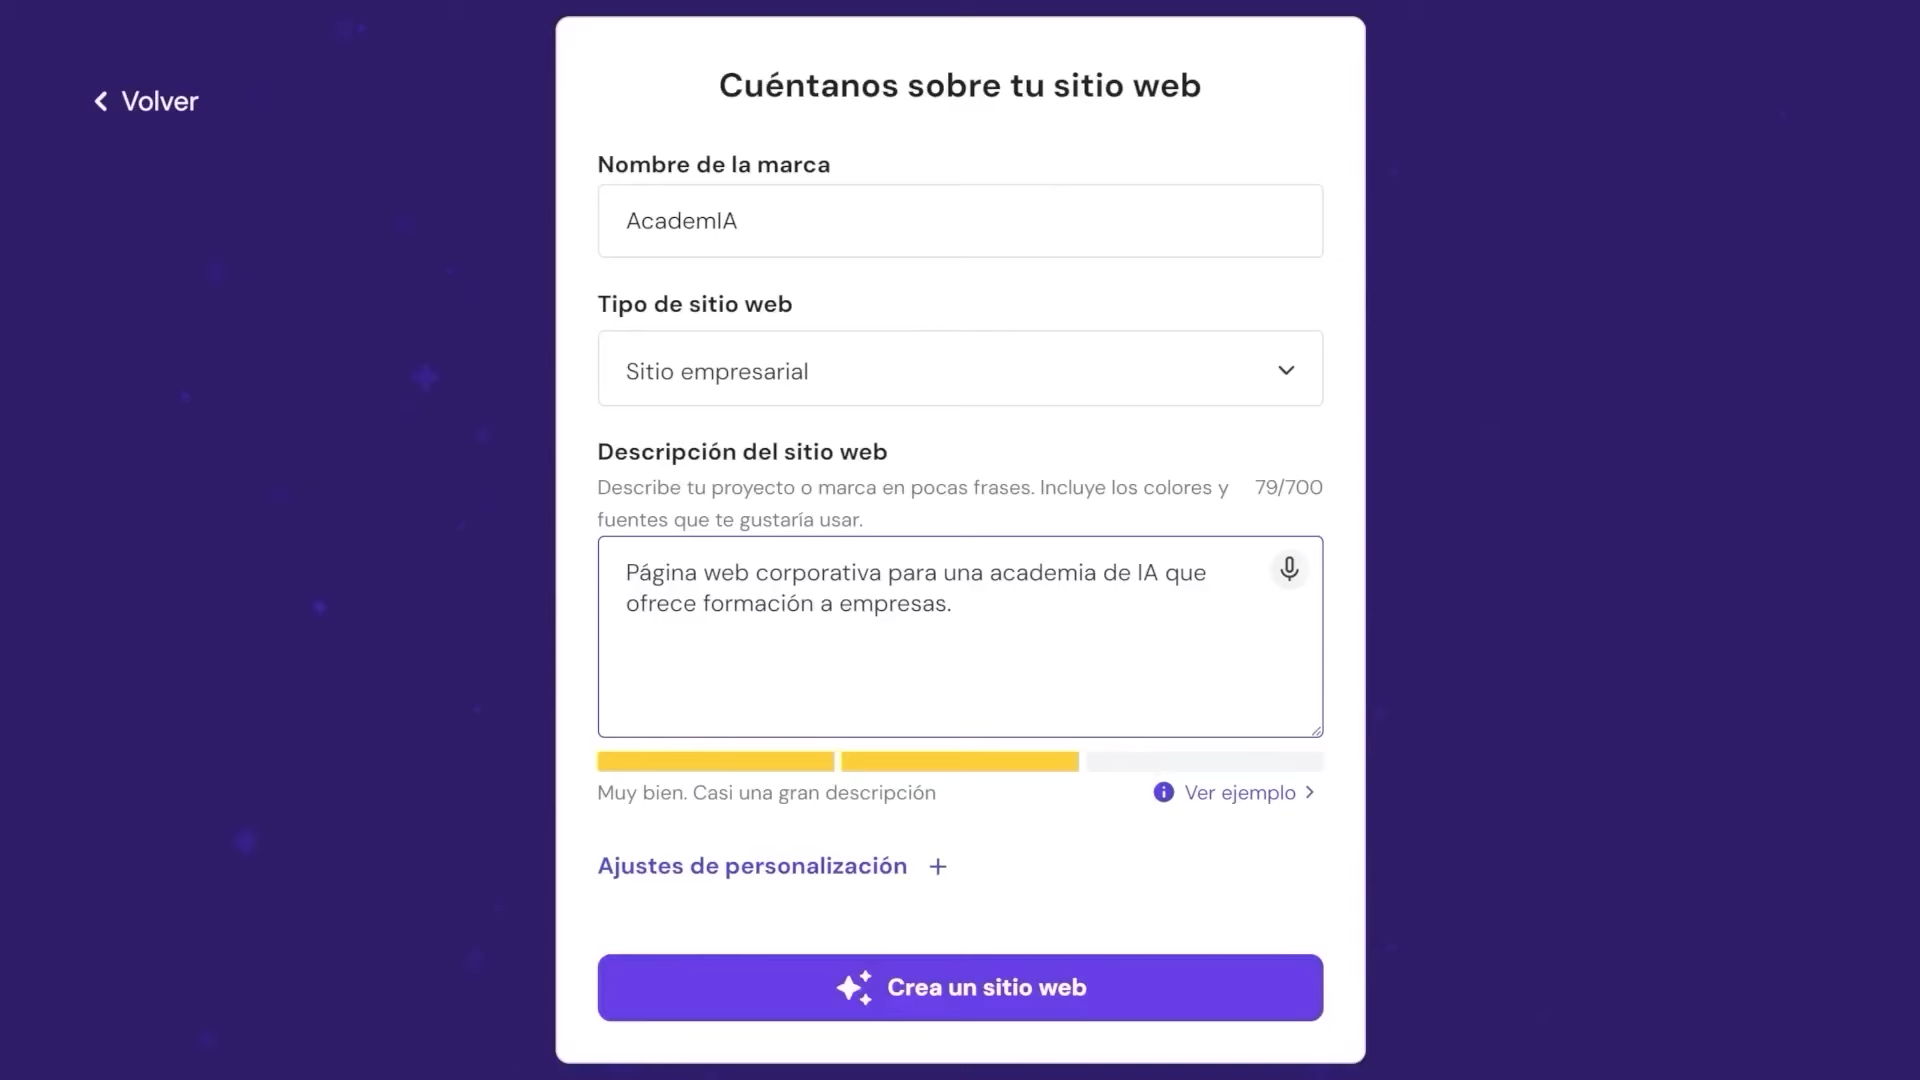 Volver
Cuéntanos sobre tu sitio web
Nombre de la marca
AcademIA
Tipo de sitio web
Sitio empresarial
Descripción del sitio web
Describe tu proyecto o marca en pocas frases. Incluye los colores y 79/700
fuentes que te gustaría usar.
Página web corporativa para una academia de IA que
ofrece formación a empresas.
Muy bien. Casi una gran descripción
Ver ejemplo
Ajustes de personalización +
Crea un sitio web